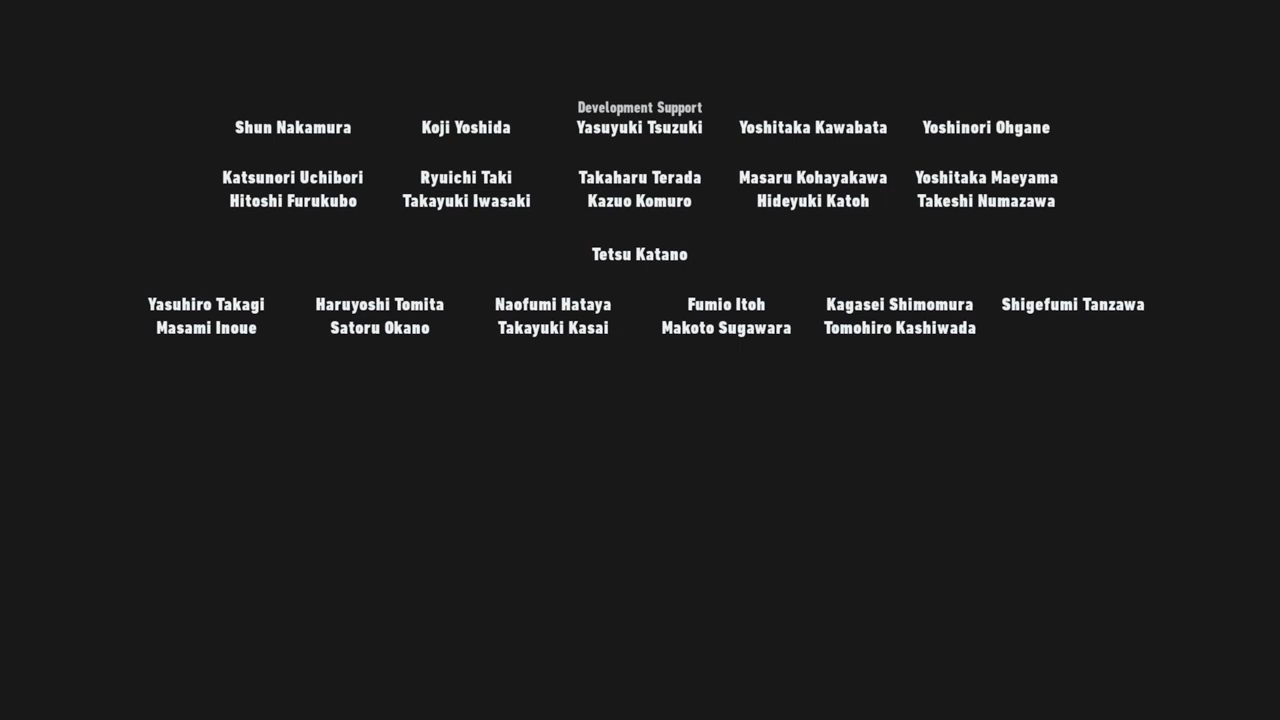 Development Support
Shun Nakamura Koji Yoshida Yasuyuki Tsuzuki Yoshitaka Kawabata Yoshinori Ohgane
Katsunori Uchibori Ryuichi Taki Takaharu Terada Masaru Kohayakawa Yoshitaka Maeyama
Hitoshi Furukubo Takayuki Iwasaki Kazuo Komuro Hideyuki Katoh Takeshi Numazawa
Tetsu Katano
Yasuhiro Takagi Haruyoshi Tomita Naofumi Hataya Fumio Itoh Kagasei Shimomura Shigefumi Tanzawa
Masami Inoue Satoru Okano Takayuki Kasai Makoto Sugawara Tomohiro Kashiwada